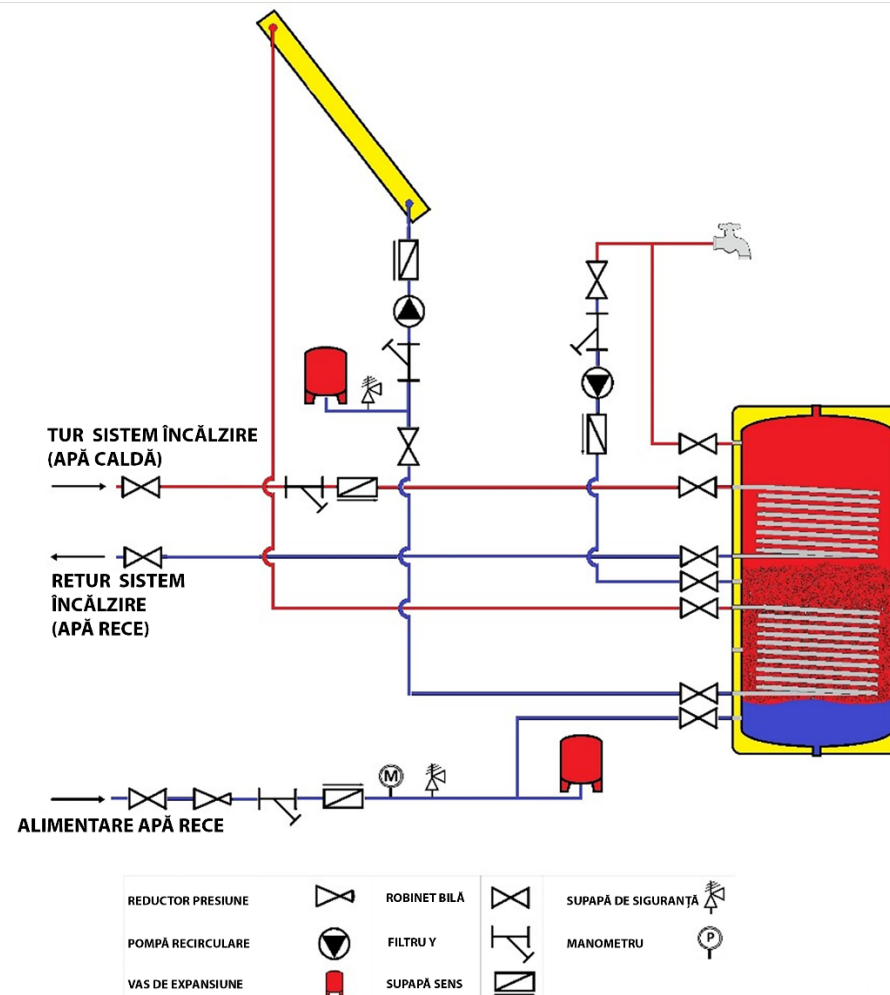 TUR SISTEM ÎNCĂLZIRE
(APĂ CALDĂ)
RETUR SISTEM
ÎNCĂLZIRE
(APĂ RECE)
M
ALIMENTARE APĂ RECE
REDUCTOR PRESIUNE
ROBINET BILĂ
SUPAPĂ DE SIGURANȚĂ
POMPĂ RECIRCULARE
FILTRU Y
MANOMETRU
P
VAS DE EXPANSIUNE
SUPAPĂ SENS